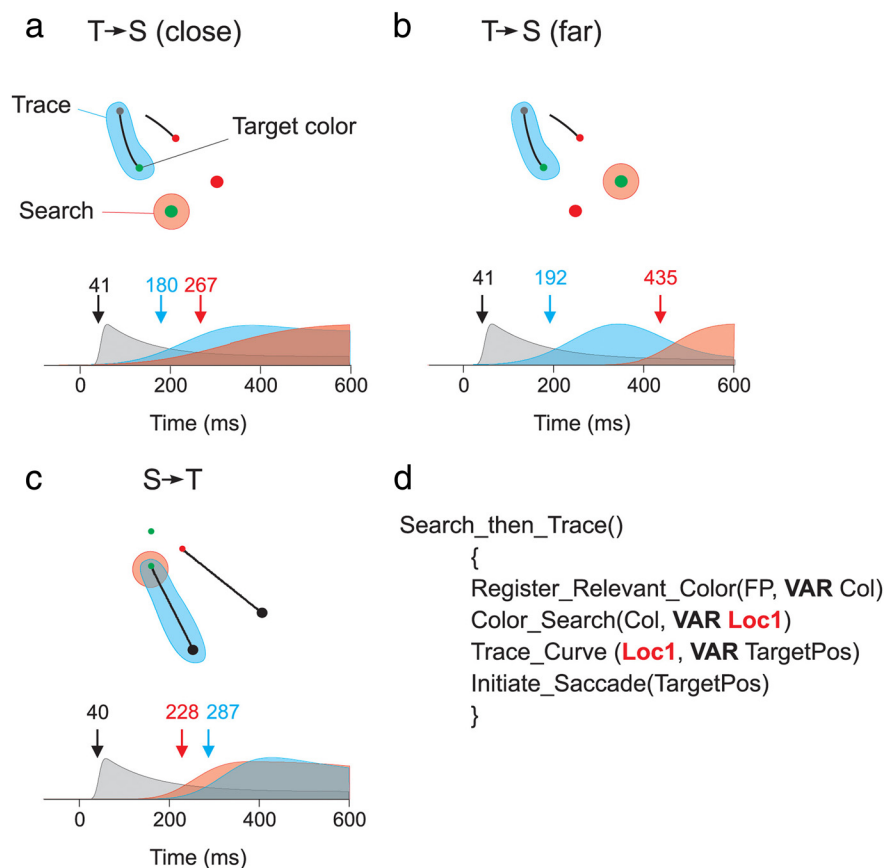 a
T→S (close)
Trace
Target color
Search
41
180
267
0
200
400
600
Time (ms)
b
T→S (far)
41
192
435
0
200
400
600
Time (ms)
c
S→T
40
228
287
0
200
400
600
Time (ms)
d
Search_then_Trace()
{
Register_Relevant_Color(FP, VAR Col)
Color_Search(Col, VAR Loc1)
Trace_Curve (Loc1, VAR TargetPos)
Initiate_Saccade(TargetPos)
}